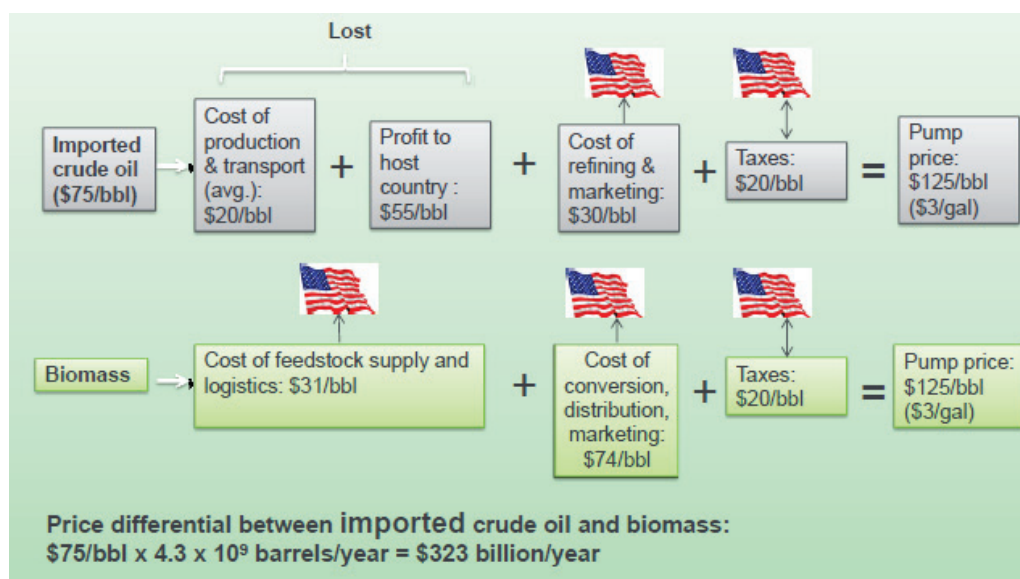 Lost
Imported
crude oil
($75/bbl)
Cost of
production
& transport
(avg.):
$20/bbl
+
Profit to
host
country :
$55/bbl
+
Cost of
refining &
marketing:
$30/bbl
+
Taxes:
$20/bbl
=
Pump
price:
$125/bbl
($3/gal)
Biomass
Cost of feedstock supply and
logistics: $31/bbl
+
Cost of
conversion,
distribution,
marketing:
$74/bbl
+
Taxes:
$20/bbl
=
Pump price:
$125/bbl
($3/gal)
Price differential between imported crude oil and biomass:
$75/bbl x 4.3 x 10⁹ barrels/year = $323 billion/year